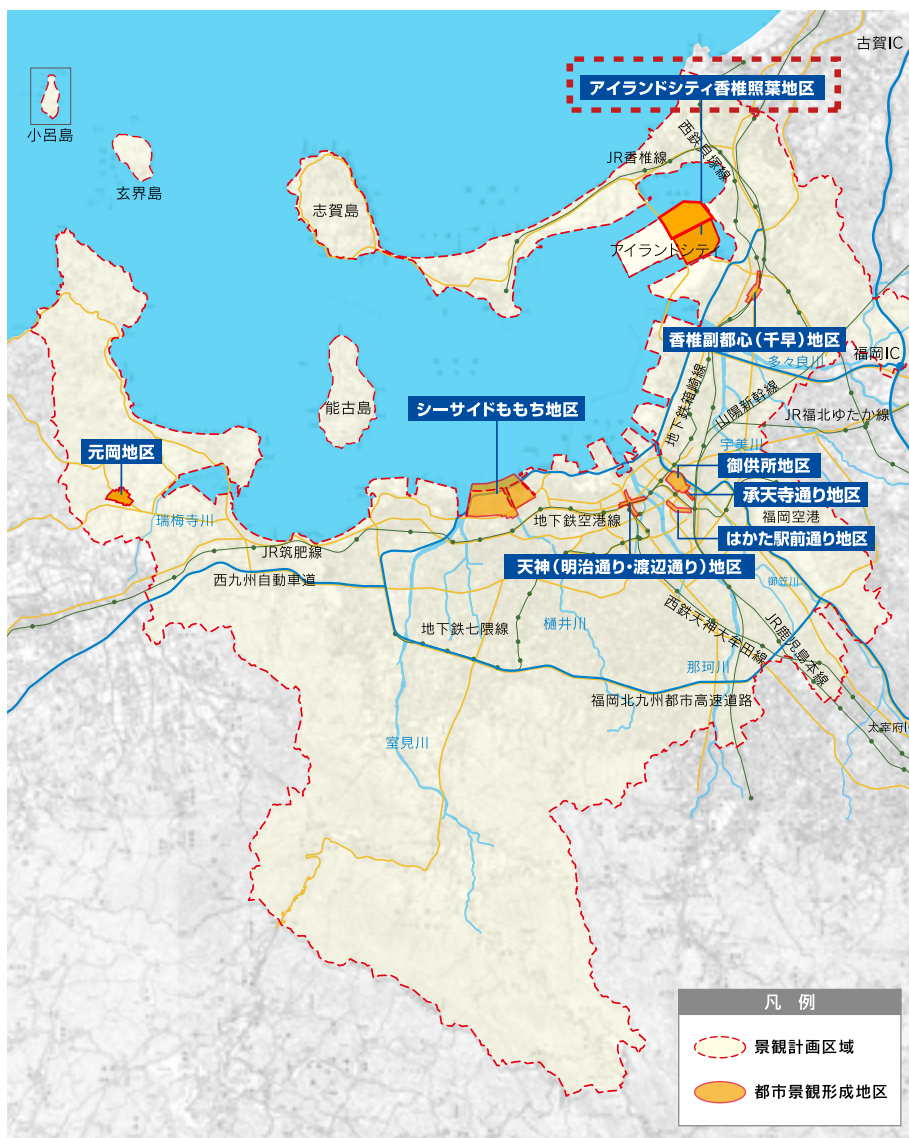 古賀IC
アイランドシティ香椎照葉地区
小呂島
西鉄貝塚線
JR香椎線
玄界島
志賀島
アイランドシティ
香椎副都心(千早)地区
福岡IC
多々良川
地下鉄箱崎線
山陽新幹線
能古島
シーサイドももち地区
JR福北ゆたか線
宇美川
元岡地区
御供所地区
承天寺通り地区
瑞梅寺川
地下鉄空港線
福岡空港
はかた駅前通り地区
JR筑肥線
天神(明治通り・渡辺通り)地区
西九州自動車道
御笠川
西鉄天神大牟田線
JR鹿児島本線
地下鉄七隈線
樋井川
那珂川
福岡北九州都市高速道路
太宰府I
室見川
凡 例
景観計画区域
都市景観形成地区